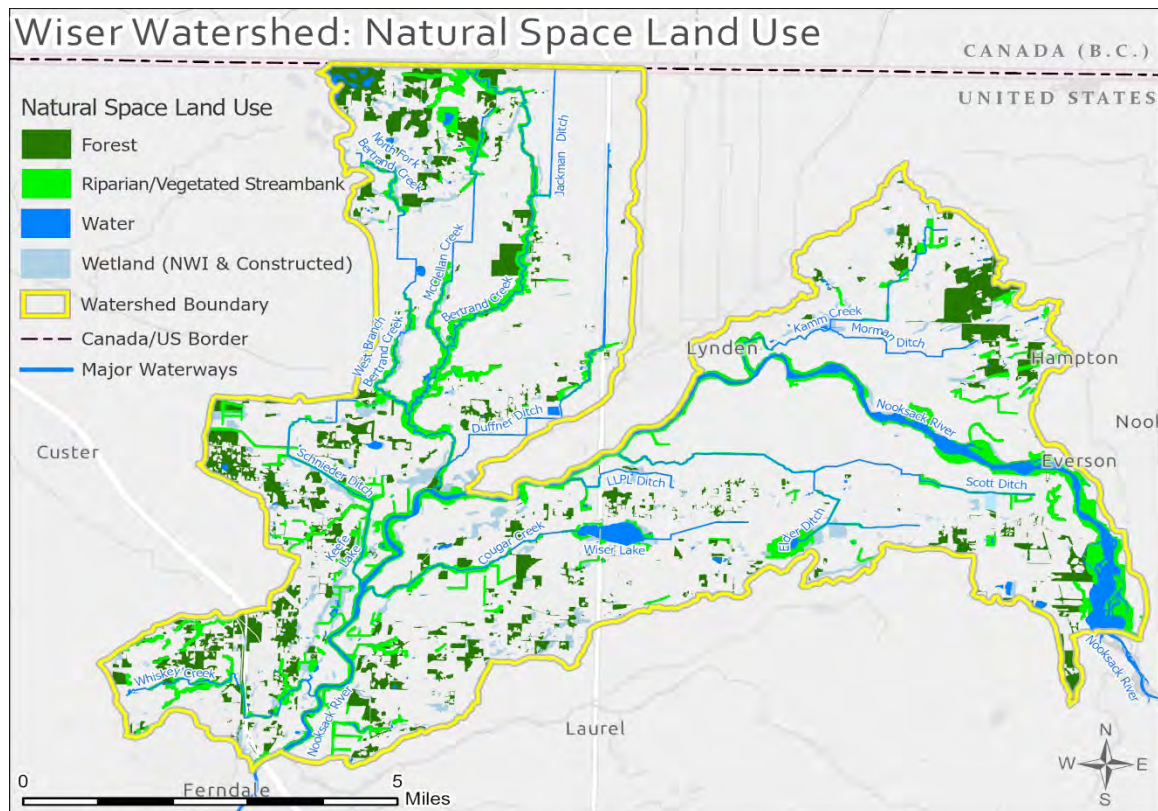 Wiser Watershed: Natural Space Land Use
CANADA (B.C.)
UNITED STATES
Natural Space Land Use
Forest
Riparian/Vegetated Streambank
Water
Wetland (NWI & Constructed)
Watershed Boundary
Canada/US Border
Major Waterways
North Fork
Bertrand Creek
Jackman Ditch
McClellan Creek
Bertrand Creek
West Branch
Bertrand Creek
Duffner Ditch
Kamm Creek
Morman Ditch
Lynden
Hampton
Nooksack River
Nool
Custer
Everson
Schnieder Ditch
LLPL Ditch
Scott Ditch
Keefe
Lake
Cougar Creek
Wiser Lake
Elder Ditch
Whiskey Creek
Nooksack River
Nooksack River
Laurel
Ferndale
N
W
E
S
0
5
Miles